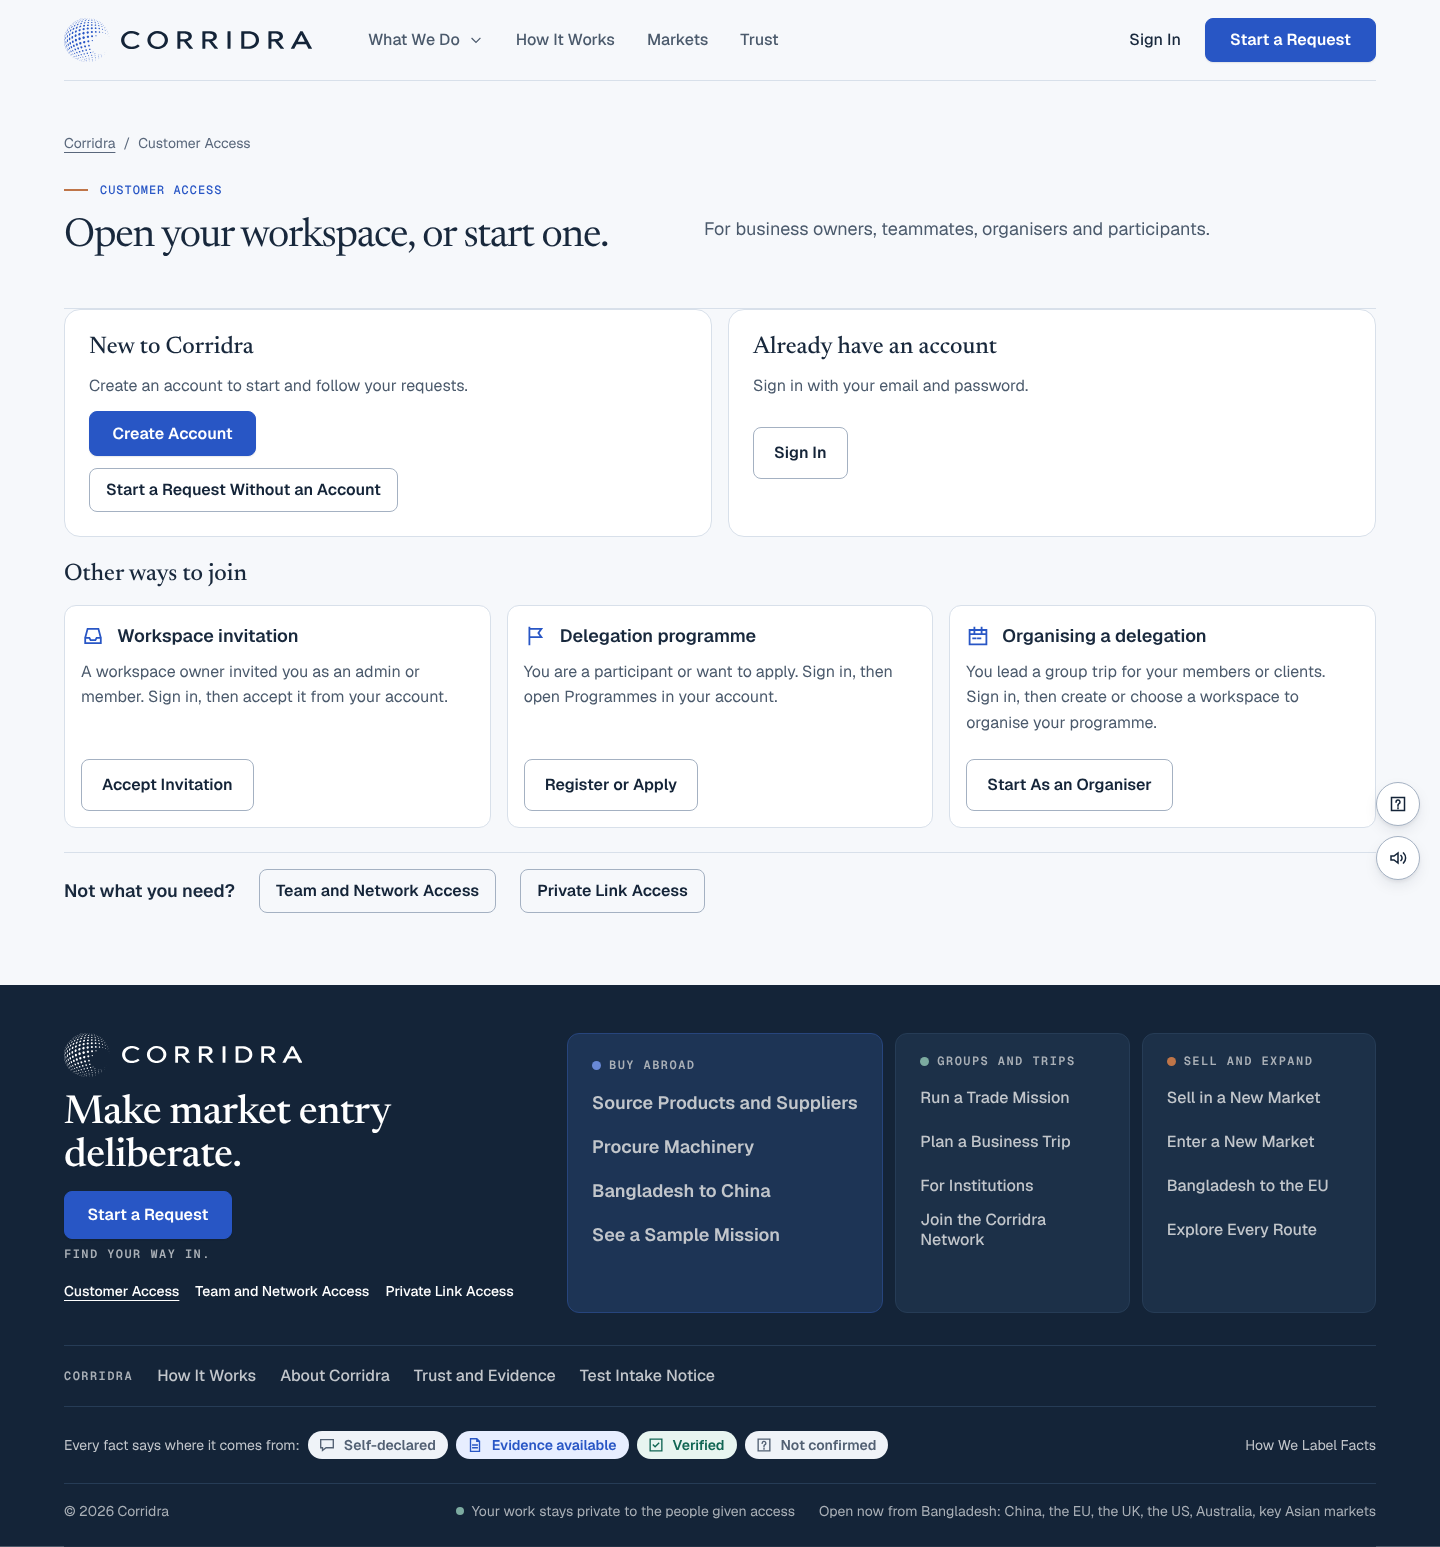 CORRIDRA
What We Do
How It Works
Markets
Trust
Sign In
Start a Request
Corridra / Customer Access
CUSTOMER ACCESS
Open your workspace, or start one.
For business owners, teammates, organisers and participants.
New to Corridra
Create an account to start and follow your requests.
Create Account
Start a Request Without an Account
Already have an account
Sign in with your email and password.
Sign In
Other ways to join
Workspace invitation
A workspace owner invited you as an admin or
member. Sign in, then accept it from your account.
Accept Invitation
Delegation programme
You are a participant or want to apply. Sign in, then
open Programmes in your account.
Register or Apply
Organising a delegation
You lead a group trip for your members or clients.
Sign in, then create or choose a workspace to
organise your programme.
Start As an Organiser
Not what you need?
Team and Network Access
Private Link Access
CORRIDRA
Make market entry
deliberate.
Start a Request
FIND YOUR WAY IN.
Customer Access
Team and Network Access
Private Link Access
BUY ABROAD
Source Products and Suppliers
Procure Machinery
Bangladesh to China
See a Sample Mission
GROUPS AND TRIPS
Run a Trade Mission
Plan a Business Trip
For Institutions
Join the Corridra
Network
SELL AND EXPAND
Sell in a New Market
Enter a New Market
Bangladesh to the EU
Explore Every Route
CORRIDRA
How It Works
About Corridra
Trust and Evidence
Test Intake Notice
Every fact says where it comes from:
Self-declared
Evidence available
Verified
Not confirmed
How We Label Facts
© 2026 Corridra
Your work stays private to the people given access
Open now from Bangladesh: China, the EU, the UK, the US, Australia, key Asian markets